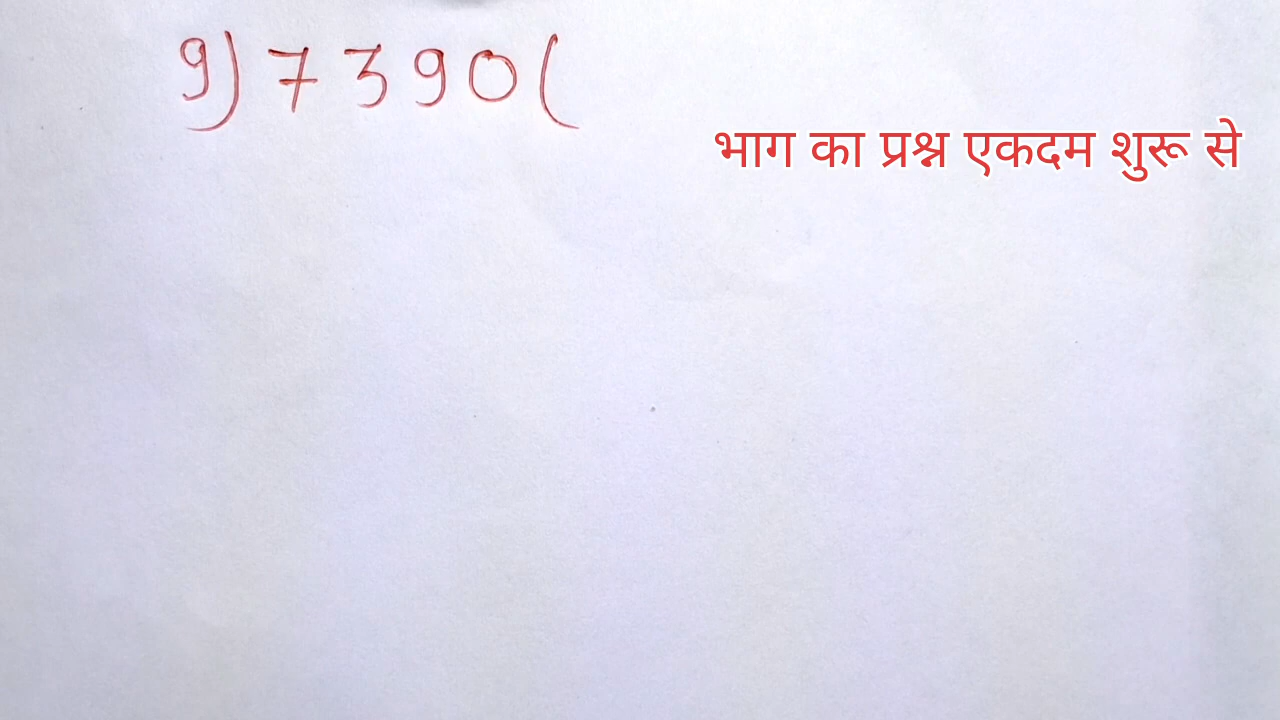 9)7390(
भाग का प्रश्न एकदम शुरू से